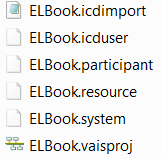 ELBook.icdimport
ELBook.icduser
ELBook.participant
ELBook.resource
ELBook.system
ELBook.vaisproj